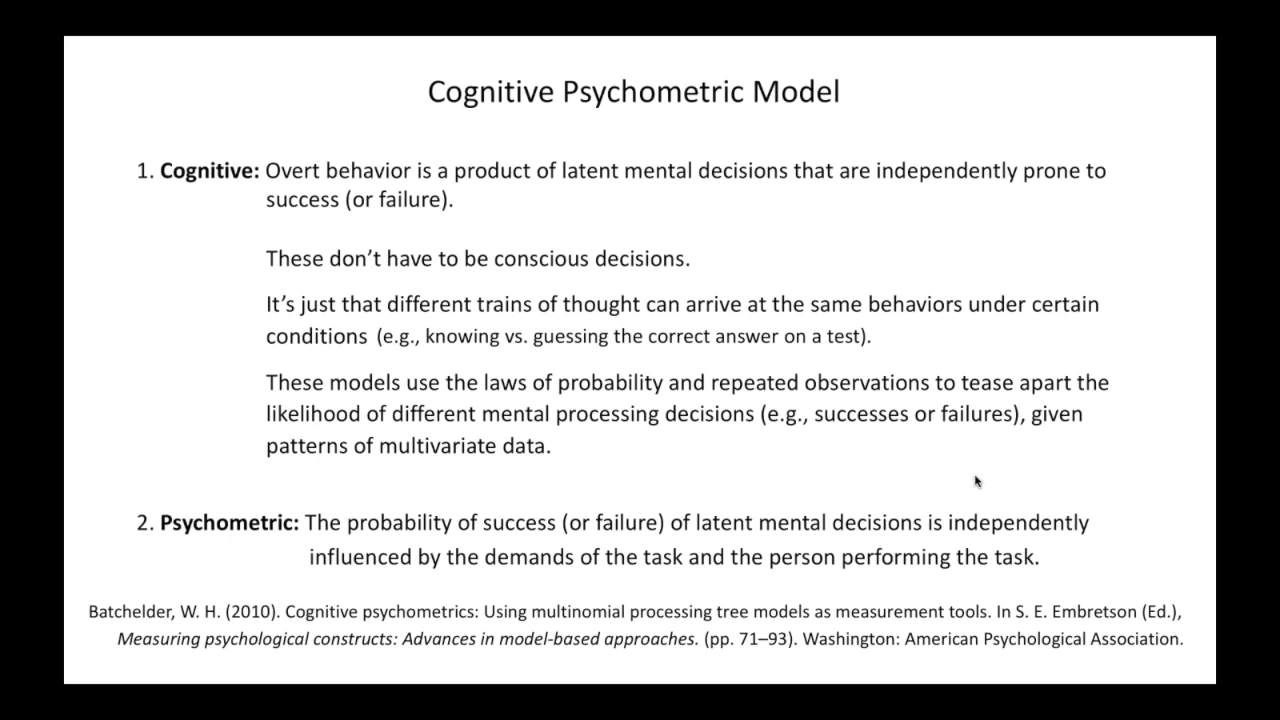 Cognitive Psychometric Model
1. Cognitive: Overt behavior is a product of latent mental decisions that are independently prone to
success (or failure).
These don’t have to be conscious decisions.
It’s just that different trains of thought can arrive at the same behaviors under certain
conditions (e.g., knowing vs. guessing the correct answer on a test).
These models use the laws of probability and repeated observations to tease apart the
likelihood of different mental processing decisions (e.g., successes or failures), given
patterns of multivariate data.
2. Psychometric: The probability of success (or failure) of latent mental decisions is independently
influenced by the demands of the task and the person performing the task.
Batchelder, W. H. (2010). Cognitive psychometrics: Using multinomial processing tree models as measurement tools. In S. E. Embretson (Ed.),
Measuring psychological constructs: Advances in model-based approaches. (pp. 71–93). Washington: American Psychological Association.